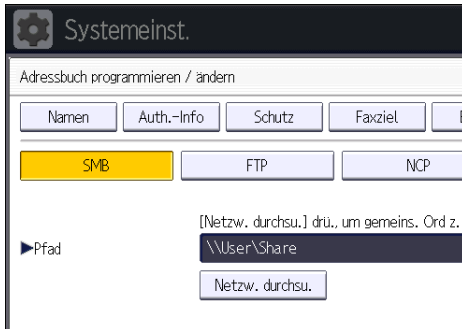 Systemeinst.
Adressbuch programmieren / ändern
Namen Auth.-Info Schutz Faxziel
SMB FTP NCP
[Netzw. durchsu.] drü., um gemeins. Ord z.
Pfad \\User\Share
Netzw. durchsu.